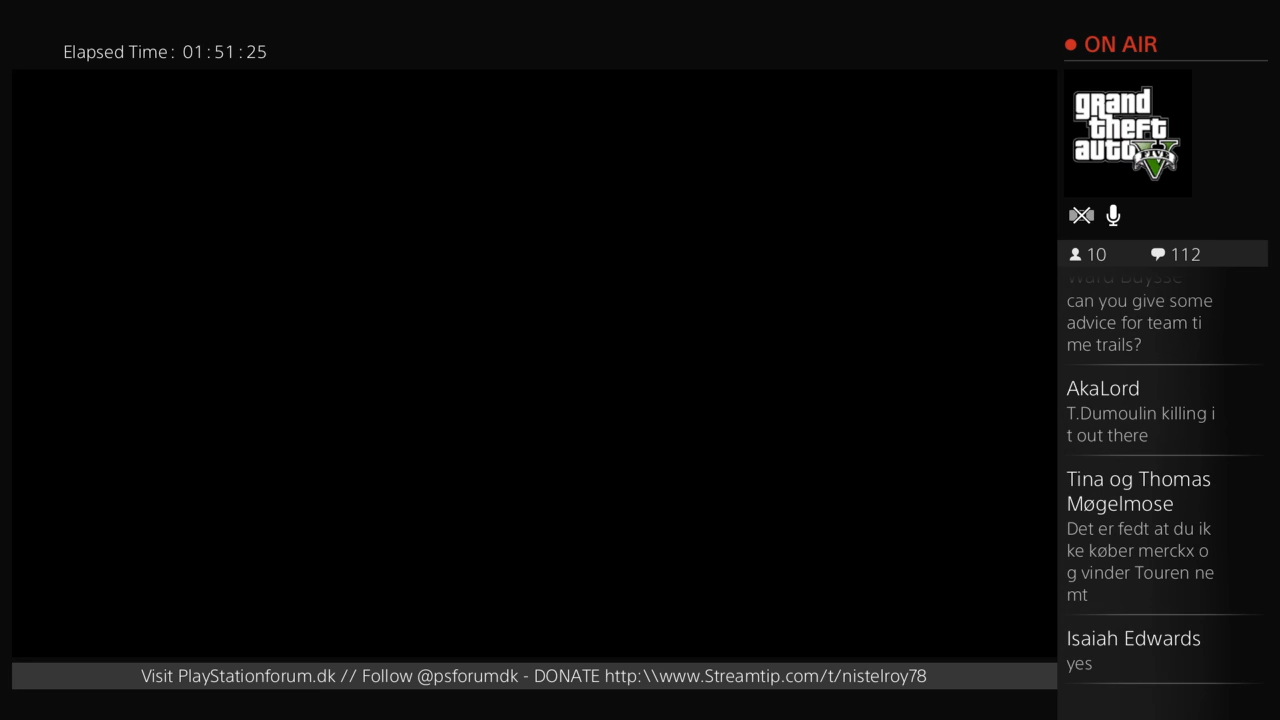 Elapsed Time: 01:51:25
ON AIR
grand
theft
auto
FIVE
10
112
Ward Buysse
can you give some
advice for team ti
me trails?
AkaLord
T.Dumoulin killing i
t out there
Tina og Thomas
Møgelmose
Det er fedt at du ik
ke køber merckx o
g vinder Touren ne
mt
Isaiah Edwards
yes
Visit PlayStationforum.dk // Follow @psforumdk - DONATE http:\\www.Streamtip.com/t/nistelroy78